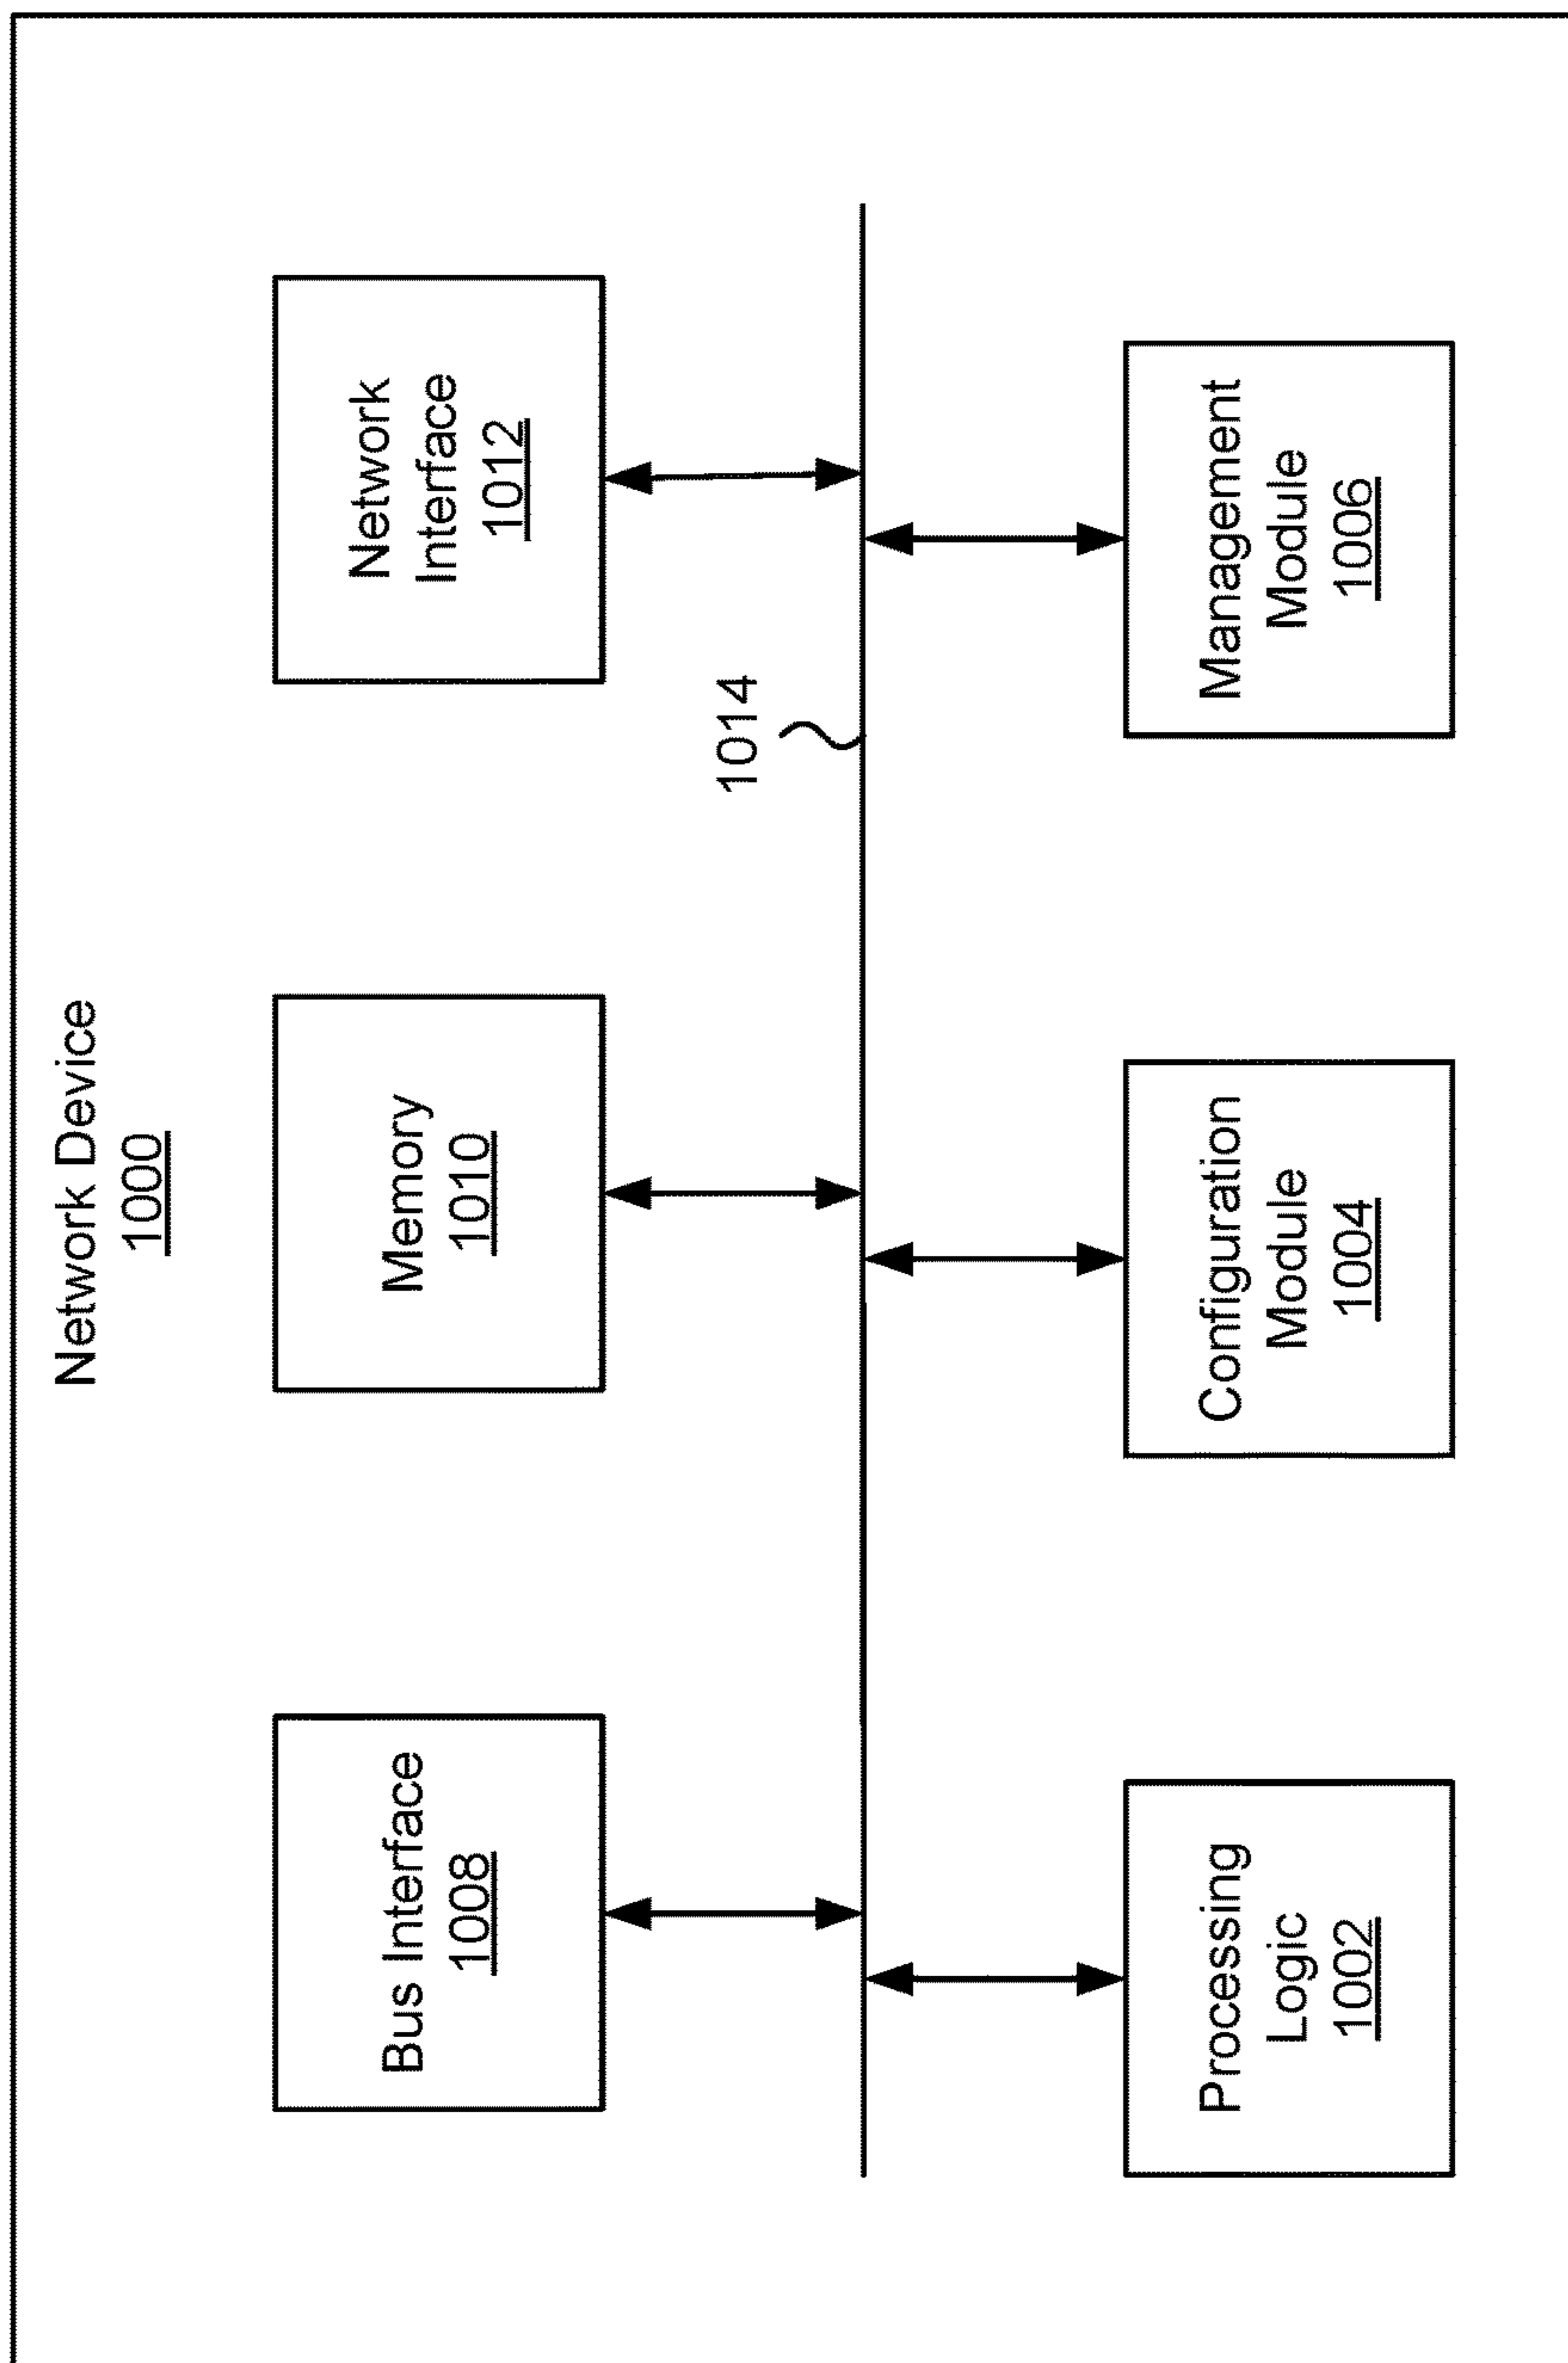 Network Device
1000
Bus Interface
1008
Memory
1010
Network
Interface
1012
1014
Processing
Logic
1002
Configuration
Module
1004
Management
Module
1006